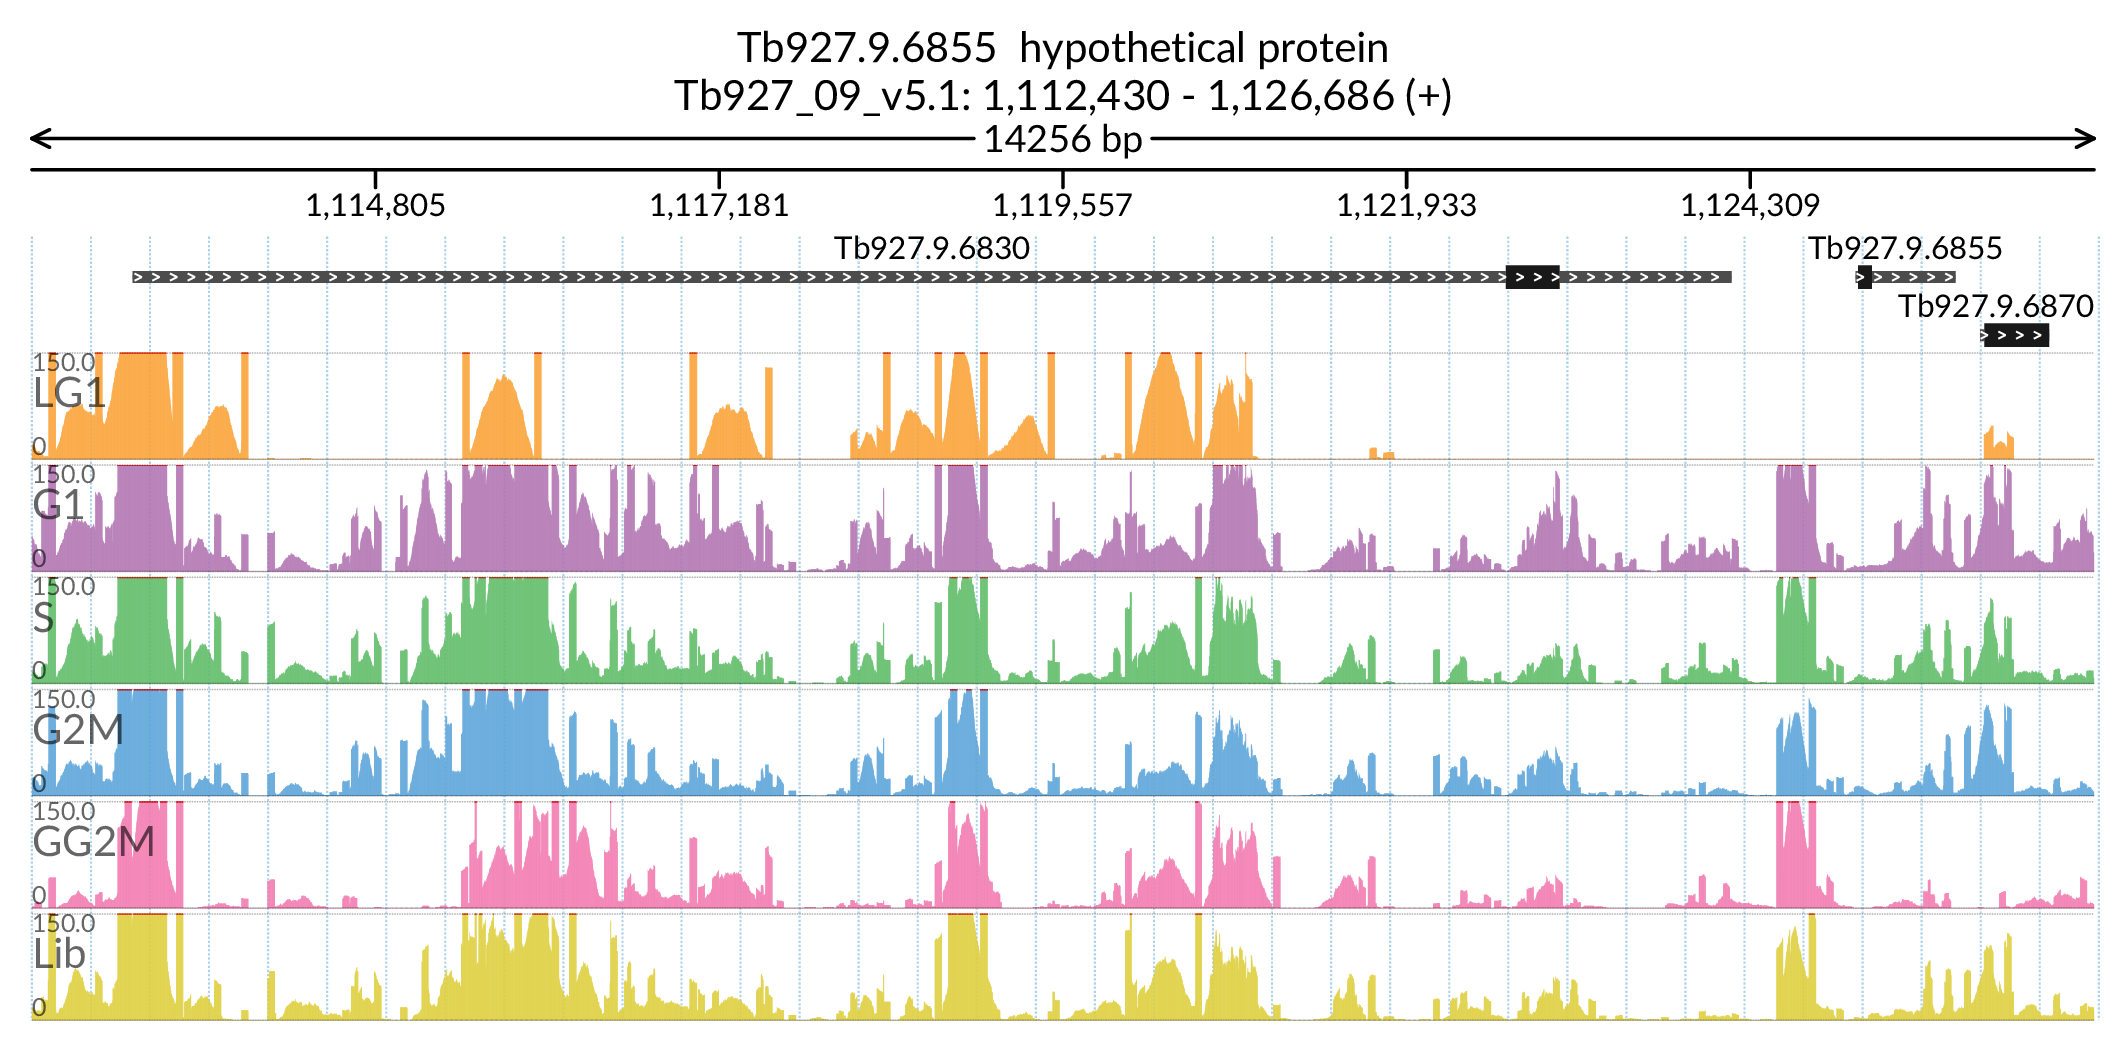 Tb927.9.6855  hypothetical protein
Tb927_09_v5.1: 1,112,430 - 1,126,686 (+)
14256 bp
1,114,805 1,117,181 1,119,557 1,121,933 1,124,309
Tb927.9.6830 Tb927.9.6855
Tb927.9.6870
150.0
LG1
0
150.0
G1
0
150.0
S
0
150.0
G2M
0
150.0
GG2M
0
150.0
Lib
0